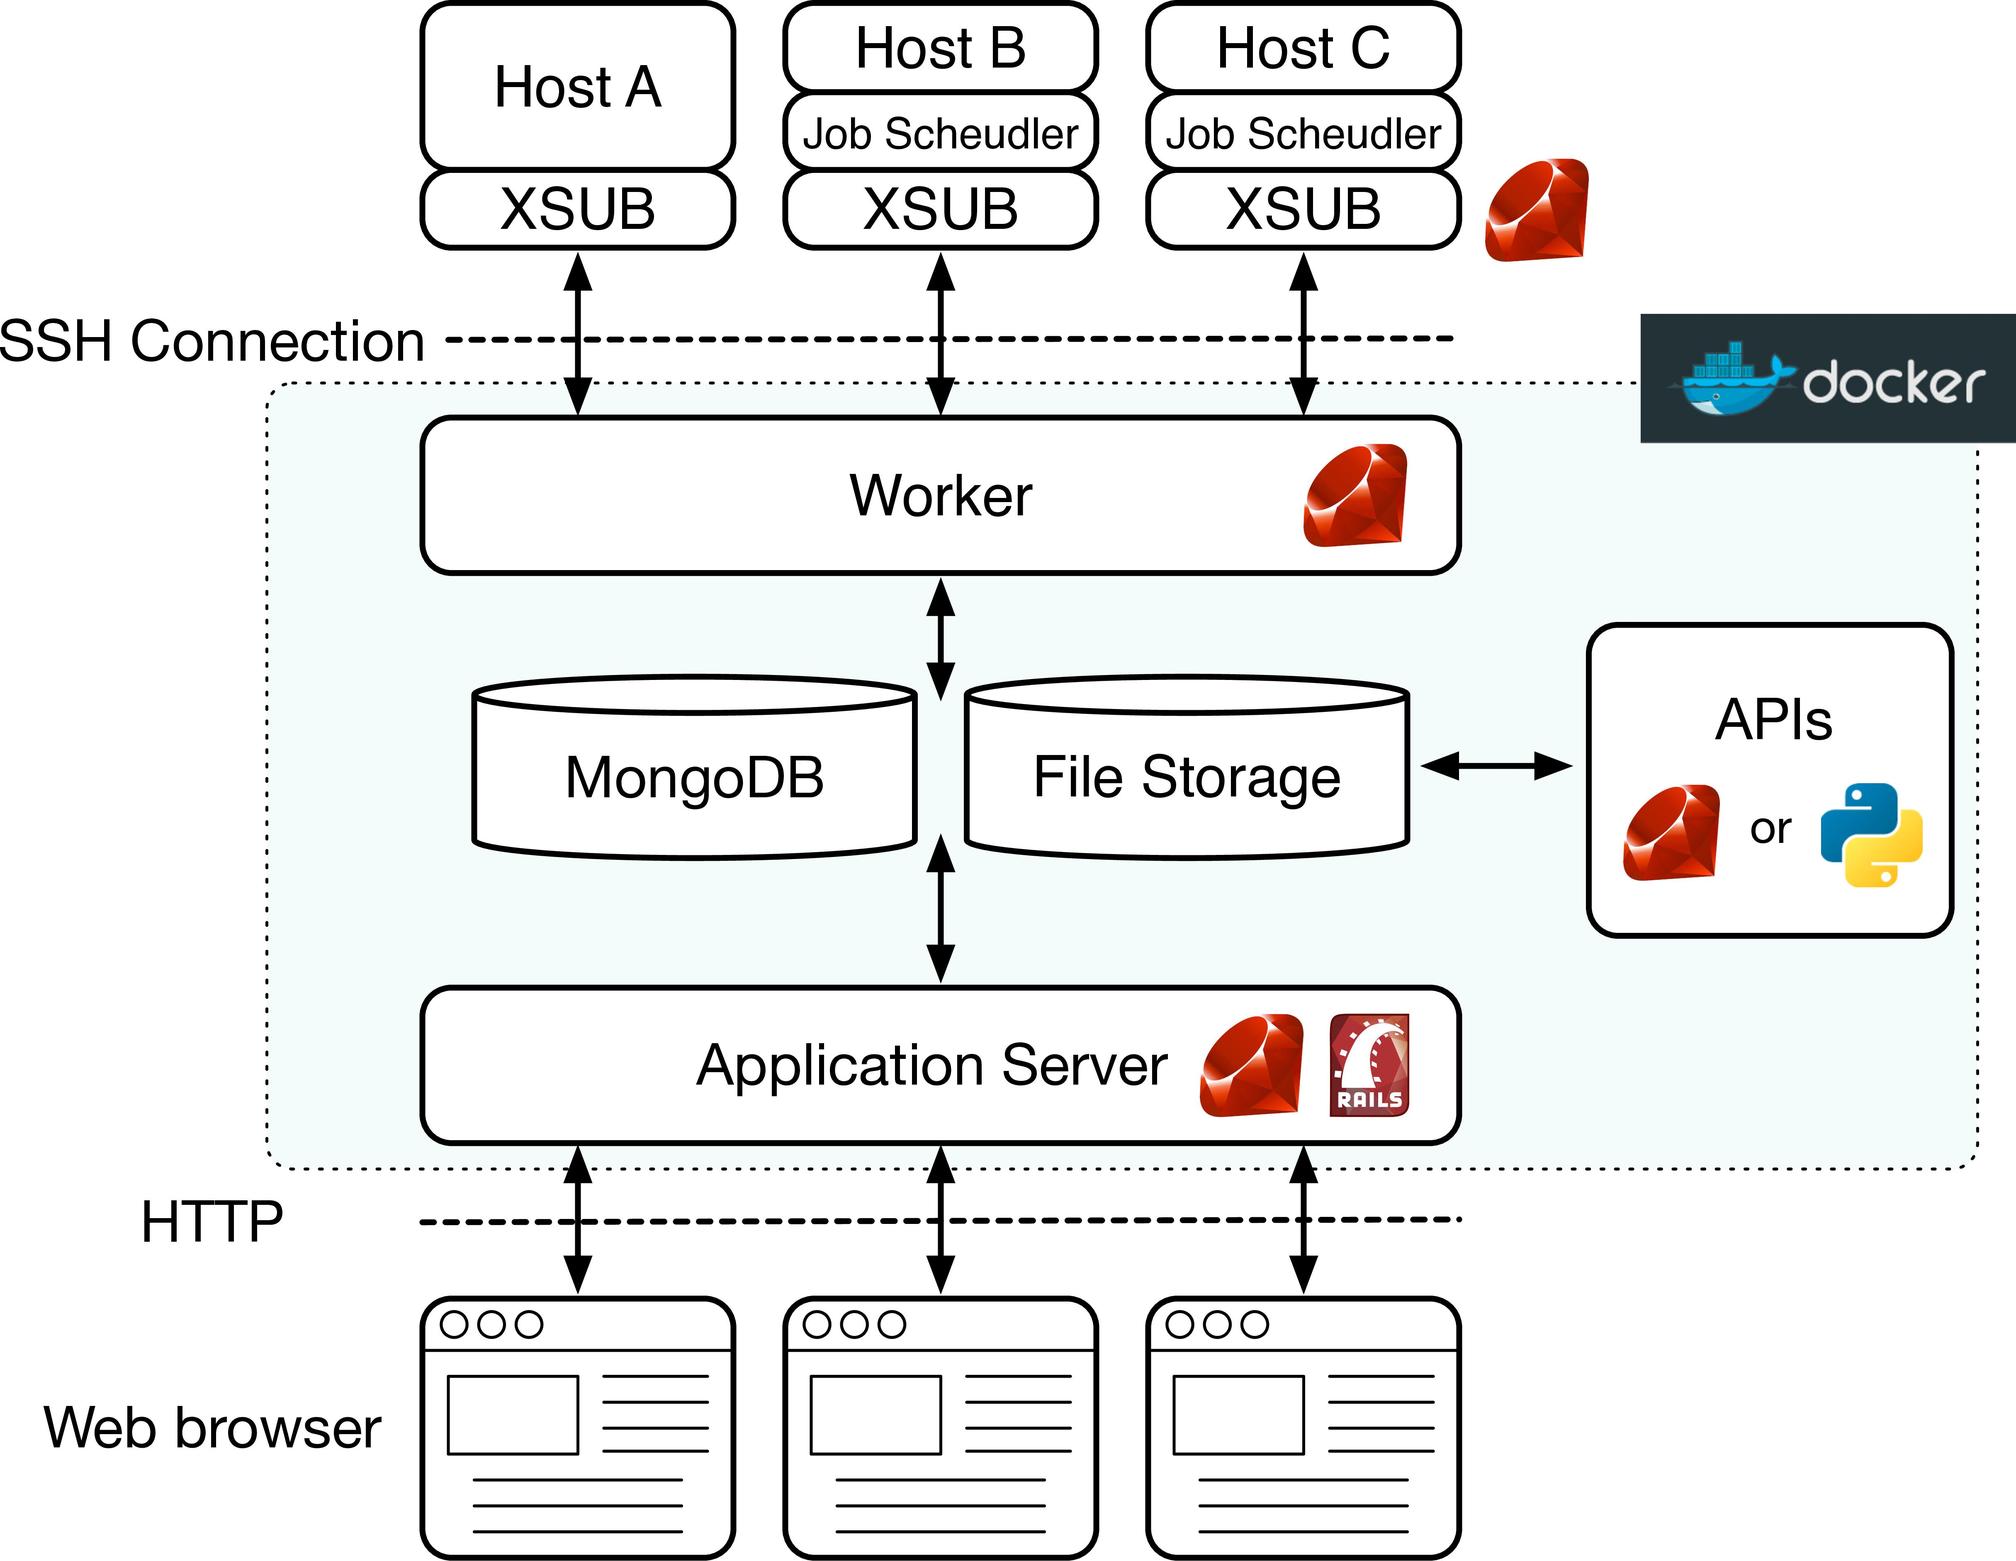 Host A
Host B
Host C
Job Scheudler
Job Scheudler
XSUB
XSUB
XSUB
SSH Connection
docker
Worker
MongoDB
File Storage
APIs
or
Application Server
RAILS
HTTP
Web browser